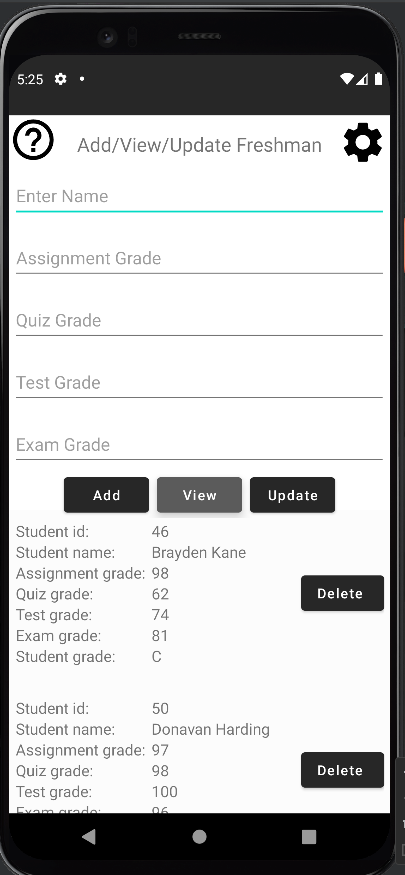 5:25
Add/View/Update Freshman
Enter Name
Assignment Grade
Quiz Grade
Test Grade
Exam Grade
Add View Update
Student id: 46
Student name: Brayden Kane
Assignment grade: 98
Quiz grade: 62
Test grade: 74
Exam grade: 81
Student grade: C
Delete
Student id: 50
Student name: Donavan Harding
Assignment grade: 97
Quiz grade: 98
Test grade: 100
Exam grade: 96
Delete